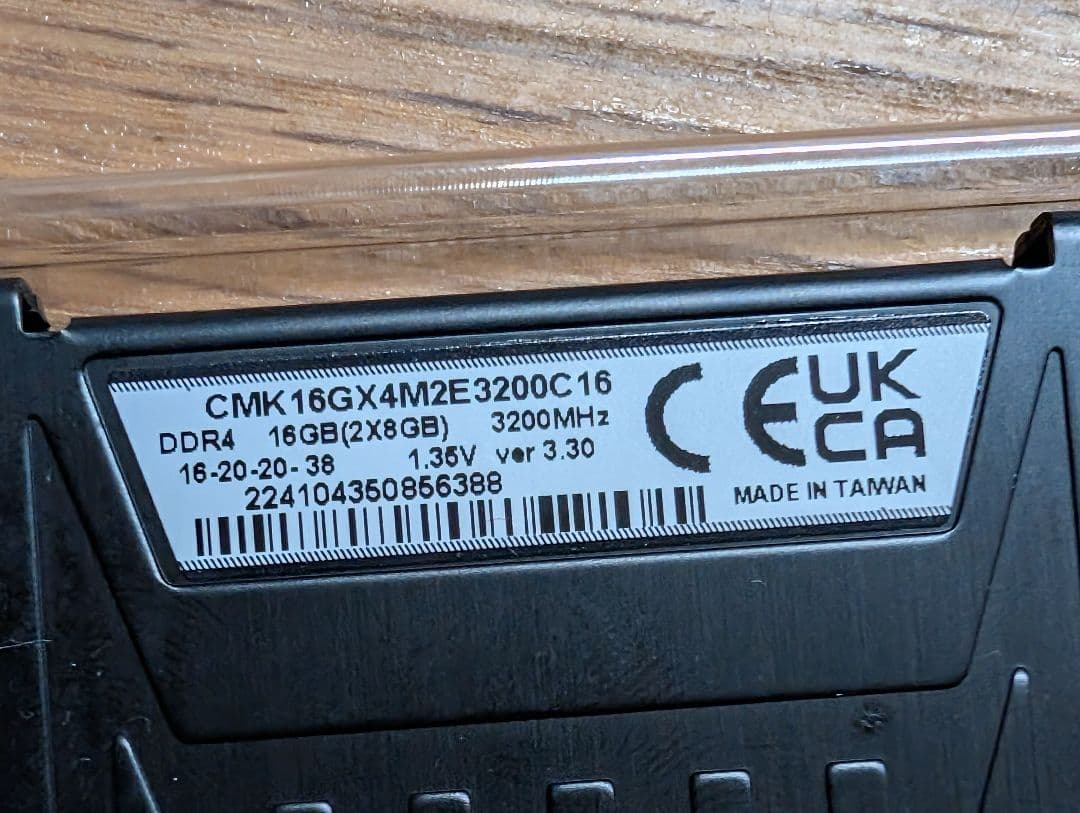 CMK16GX4M2E3200C16
DDR4 16GB(2X8GB) 3200MHz
16-20-20-38 1.35V ver 3.30
224104350856388
CE
UK
CA
MADE IN TAIWAN